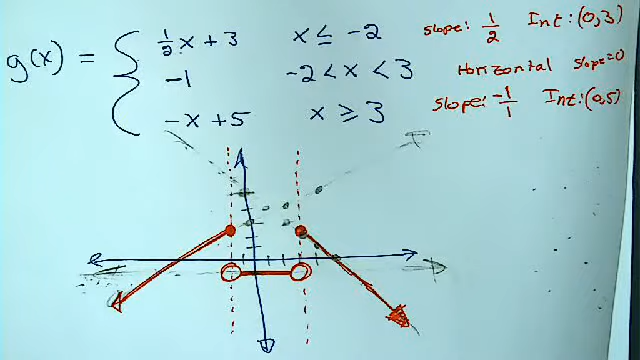 g(x) = { ½x + 3 x ≤ -2 Slope: 1/2 Int: (0,3)
-1 -2 < x < 3 Horizontal Slope=0
-x + 5 x ≥ 3 Slope: -1/1 Int: (0,5)